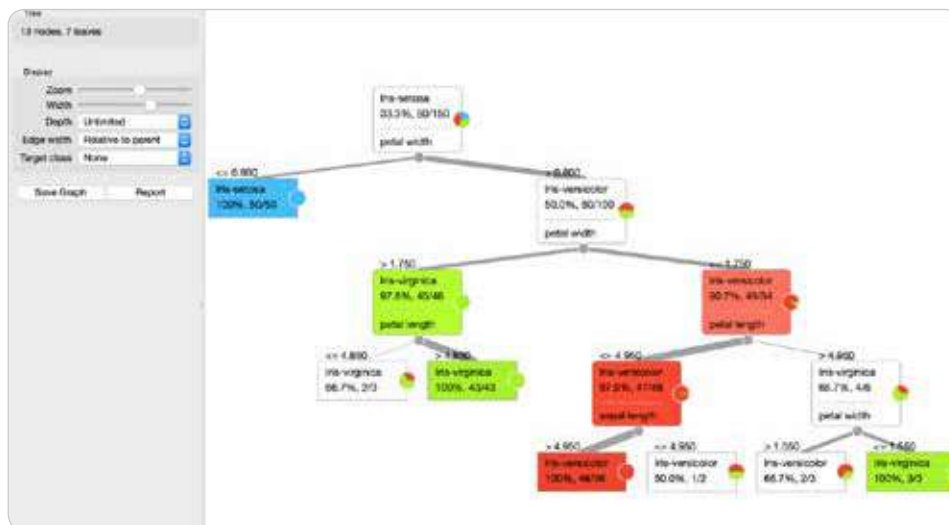 Tree
13 nodes, 7 leaves
Display
Zoom
Width
Depth Unlimited
Edge width Relative to parent
Target class None
Save Graph Report
Iris-setosa
33.3%, 50/150
petal width
> 0.800
Iris-setosa
100%, 50/50
Iris-versicolor
50.0%, 50/100
petal width
> 1.750
<= 1.750
Iris-virginica
97.8%, 45/46
petal length
Iris-versicolor
90.7%, 49/54
petal length
Iris-virginica
66.7%, 2/3
Iris-virginica
100%, 43/43
<= 4.950
> 4.950
Iris-versicolor
97.9%, 47/48
sepal length
Iris-virginica
66.7%, 4/6
petal width
> 4.950
<= 4.950
Iris-versicolor
Iris-versicolor
50.0%, 1/2
Iris-versicolor
66.7%, 2/3
Iris-virginica
100%, 3/3